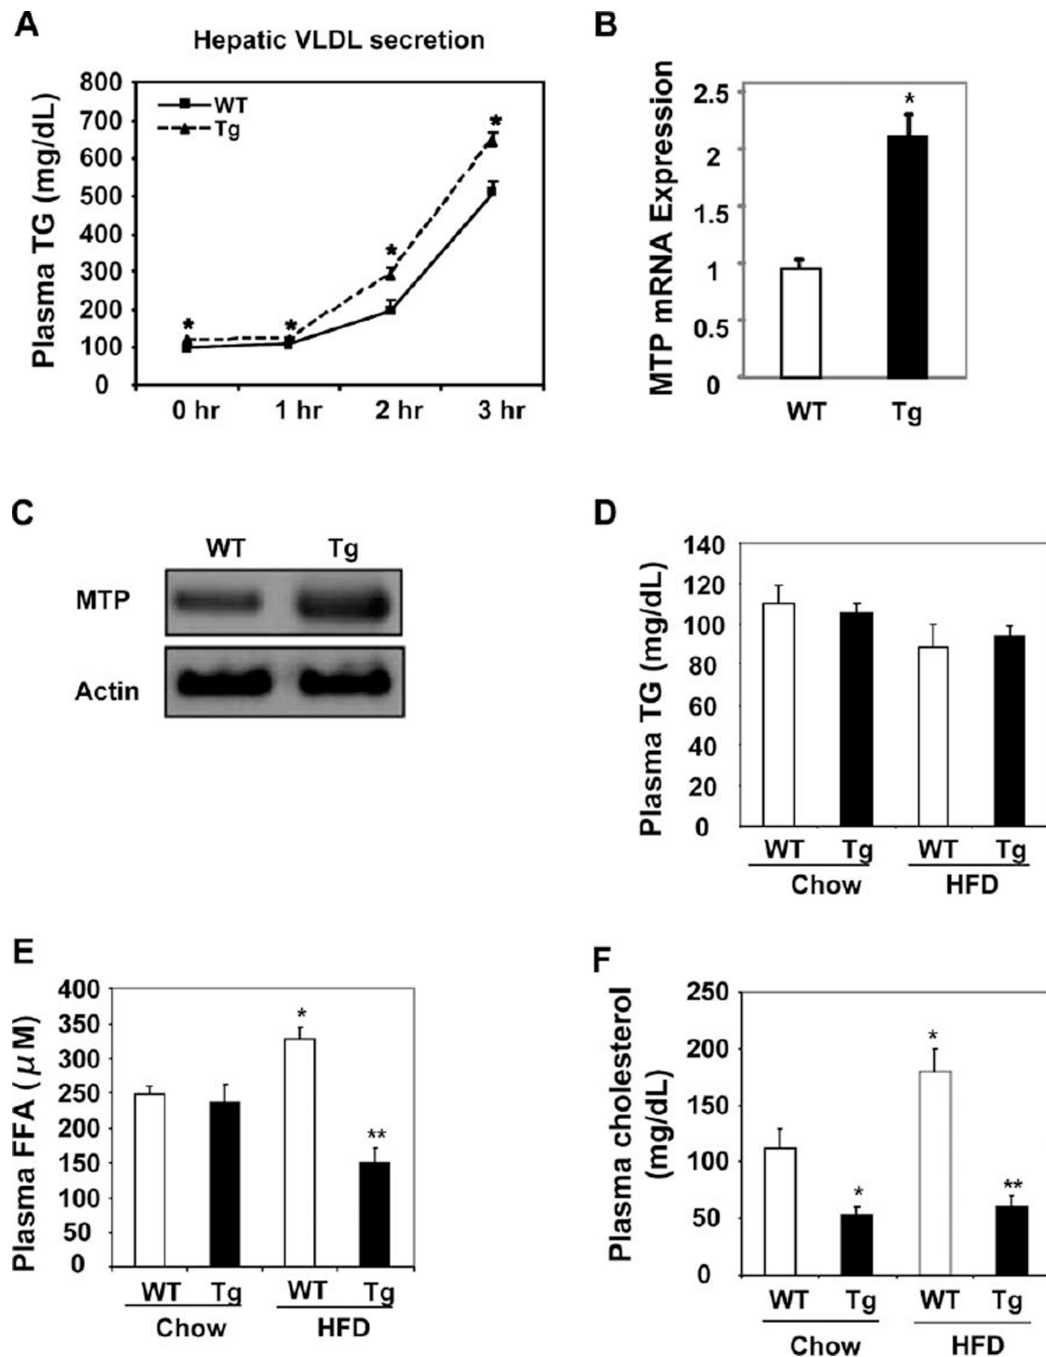 A
Hepatic VLDL secretion
Plasma TG (mg/dL)
800
700
600
500
400
300
200
100
0
WT
Tg
*
*
*
*
0 hr 1 hr 2 hr 3 hr
B
MTP mRNA Expression
2.5
2
1.5
1
0.5
0
*
WT Tg
C
WT Tg
MTP
Actin
D
Plasma TG (mg/dL)
140
120
100
80
60
40
20
0
WT Tg WT Tg
Chow HFD
E
Plasma FFA (μM)
400
350
300
250
200
150
50
0
*
**
WT Tg WT Tg
Chow HFD
F
Plasma cholesterol
(mg/dL)
250
200
150
100
50
0
*
*
**
WT Tg WT Tg
Chow HFD